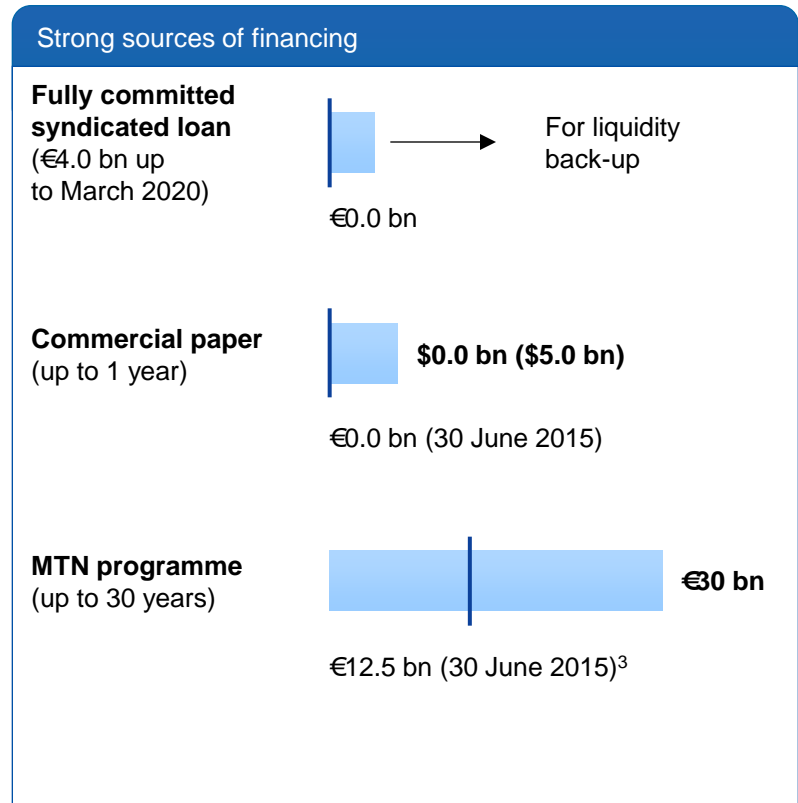 Strong sources of financing
Fully committed
syndicated loan
(€4.0 bn up
to March 2020)
For liquidity
back-up
€0.0 bn
Commercial paper
(up to 1 year)
$0.0 bn ($5.0 bn)
€0.0 bn (30 June 2015)
MTN programme
(up to 30 years)
€30 bn
€12.5 bn (30 June 2015)³